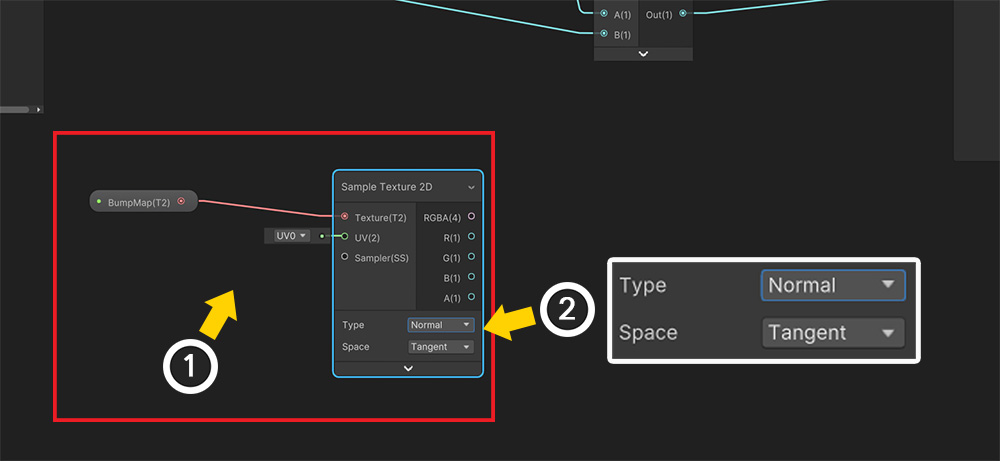 A(1) Out(1)
B(1)
Sample Texture 2D
BumpMap(T2)
Texture(T2) RGBA(4)
UV0 UV(2) R(1)
Sampler(SS) G(1)
B(1)
A(1)
Type Normal
Space Tangent
1
2
Type Normal
Space Tangent